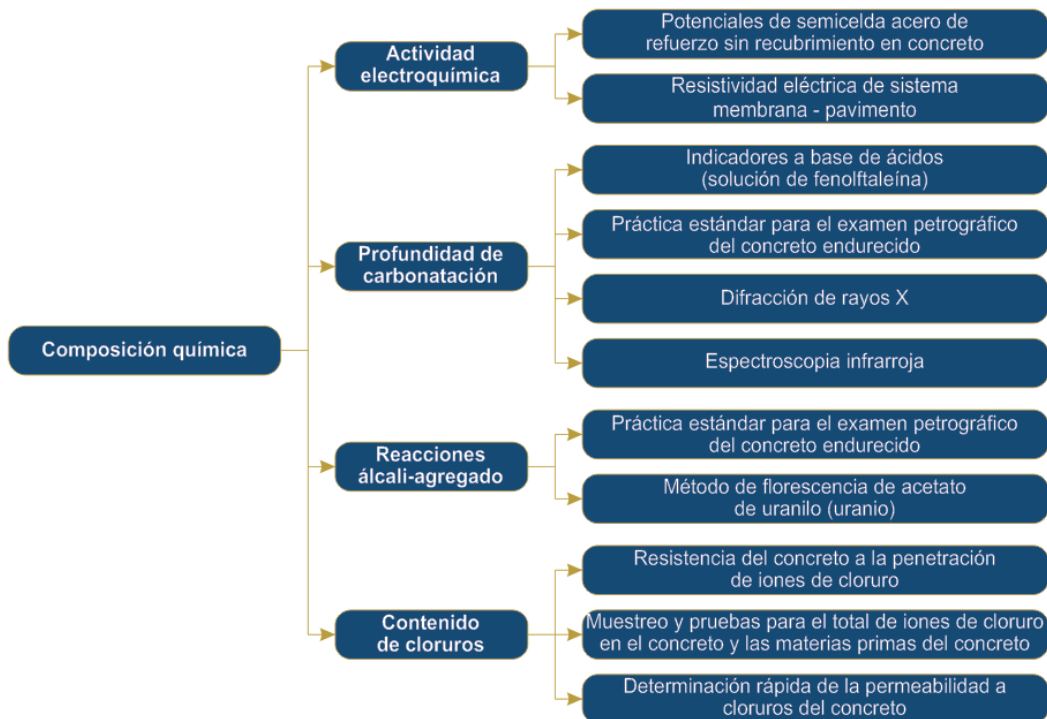 Composición química
Actividad
electroquímica
Potenciales de semicelda acero de
refuerzo sin recubrimiento en concreto
Resistividad eléctrica de sistema
membrana - pavimento
Profundidad de
carbonatación
Indicadores a base de ácidos
(solución de fenolftaleína)
Práctica estándar para el examen petrográfico
del concreto endurecido
Difracción de rayos X
Espectroscopia infrarroja
Reacciones
álcali-agregado
Práctica estándar para el examen petrográfico
del concreto endurecido
Método de florescencia de acetato
de uranilo (uranio)
Contenido
de cloruros
Resistencia del concreto a la penetración
de iones de cloruro
Muestreo y pruebas para el total de iones de cloruro
en el concreto y las materias primas del concreto
Determinación rápida de la permeabilidad a
cloruros del concreto